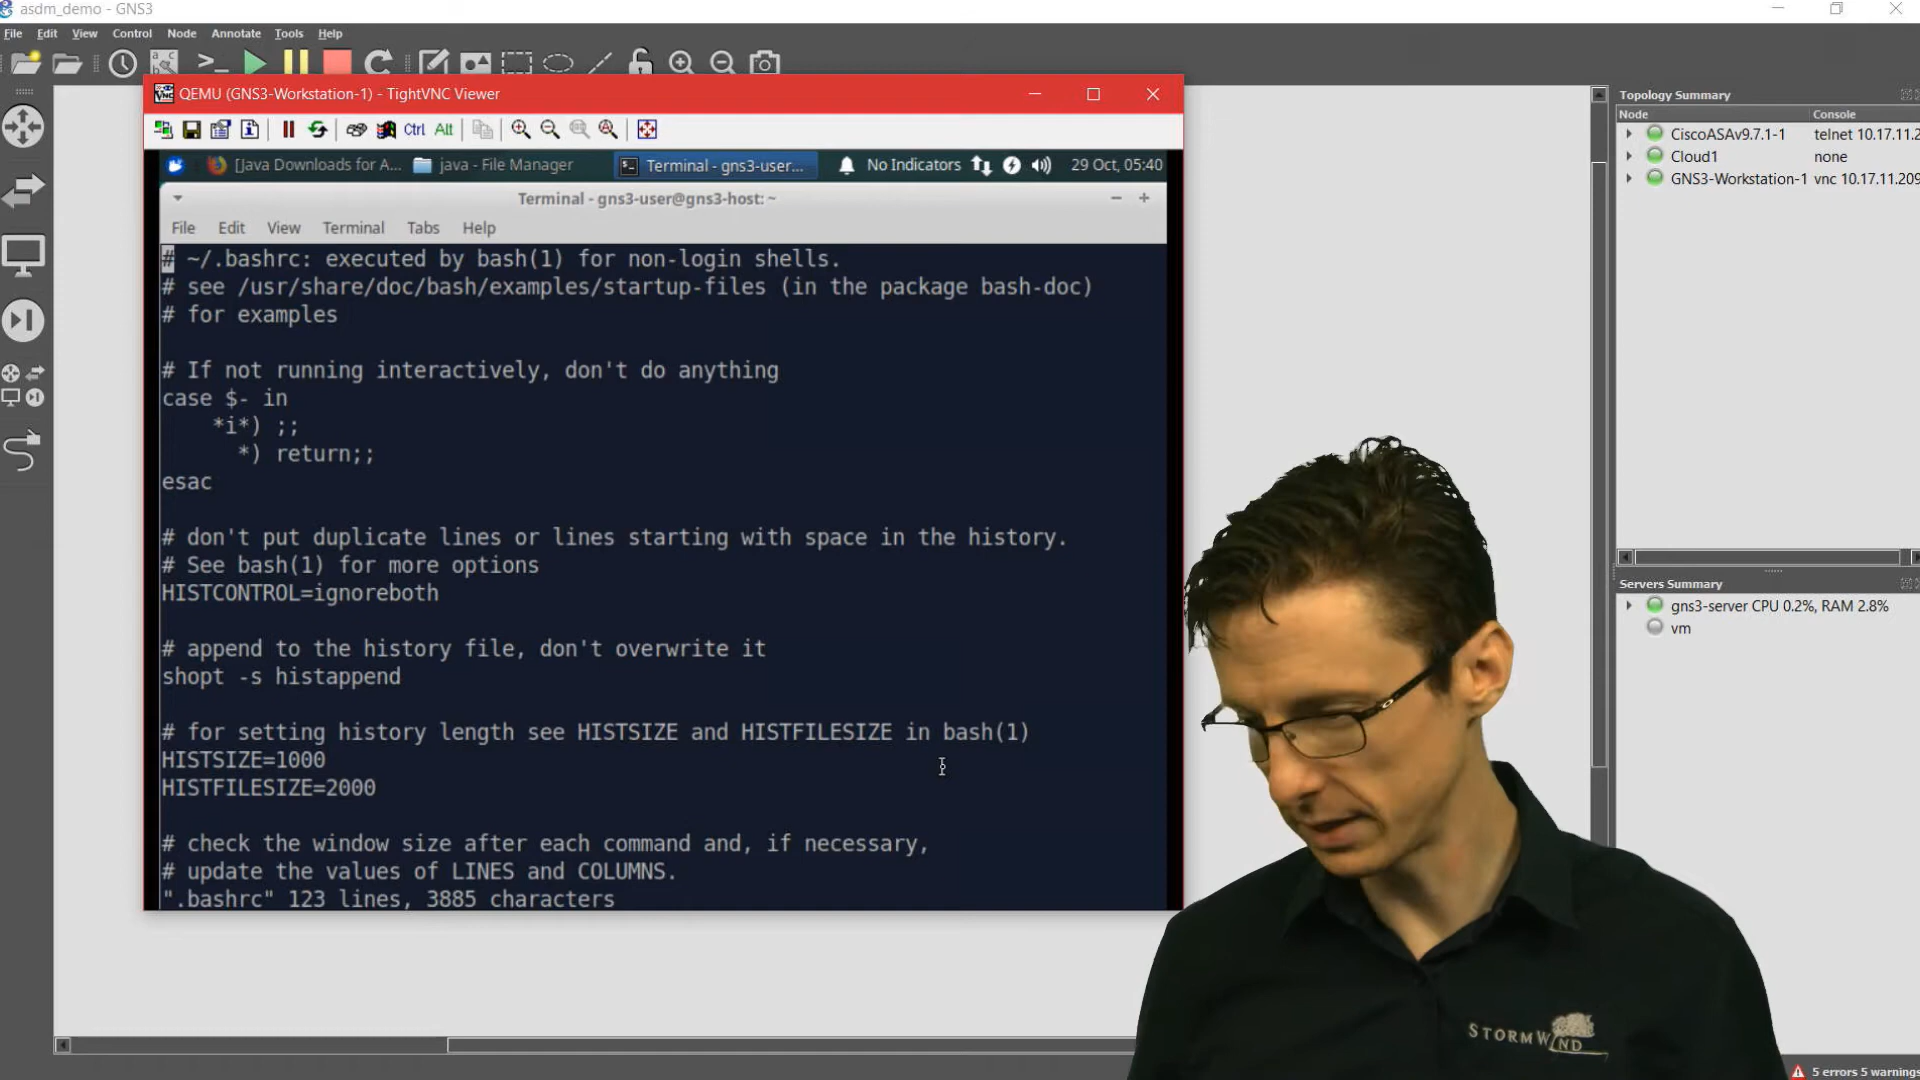 asdm_demo - GNS3
File Edit View Control Node Annotate Tools Help
QEMU (GNS3-Workstation-1) - TightVNC Viewer
Ctrl Alt
[Java Downloads for A... java - File Manager Terminal - gns3-user... No Indicators 29 Oct, 05:40
Terminal - gns3-user@gns3-host: ~
File Edit View Terminal Tabs Help
# ~/.bashrc: executed by bash(1) for non-login shells.
# see /usr/share/doc/bash/examples/startup-files (in the package bash-doc)
# for examples
# If not running interactively, don't do anything
case $- in
*i*) ;;
*) return;;
esac
# don't put duplicate lines or lines starting with space in the history.
# See bash(1) for more options
HISTCONTROL=ignoreboth
# append to the history file, don't overwrite it
shopt -s histappend
# for setting history length see HISTSIZE and HISTFILESIZE in bash(1)
HISTSIZE=1000
HISTFILESIZE=2000
# check the window size after each command and, if necessary,
# update the values of LINES and COLUMNS.
".bashrc" 123 lines, 3885 characters
Topology Summary
Node Console
CiscoASAv9.7.1-1 telnet 10.17.11.2
Cloud1 none
GNS3-Workstation-1 vnc 10.17.11.209
Servers Summary
gns3-server CPU 0.2%, RAM 2.8%
vm
STORMWIND
5 errors 5 warnings